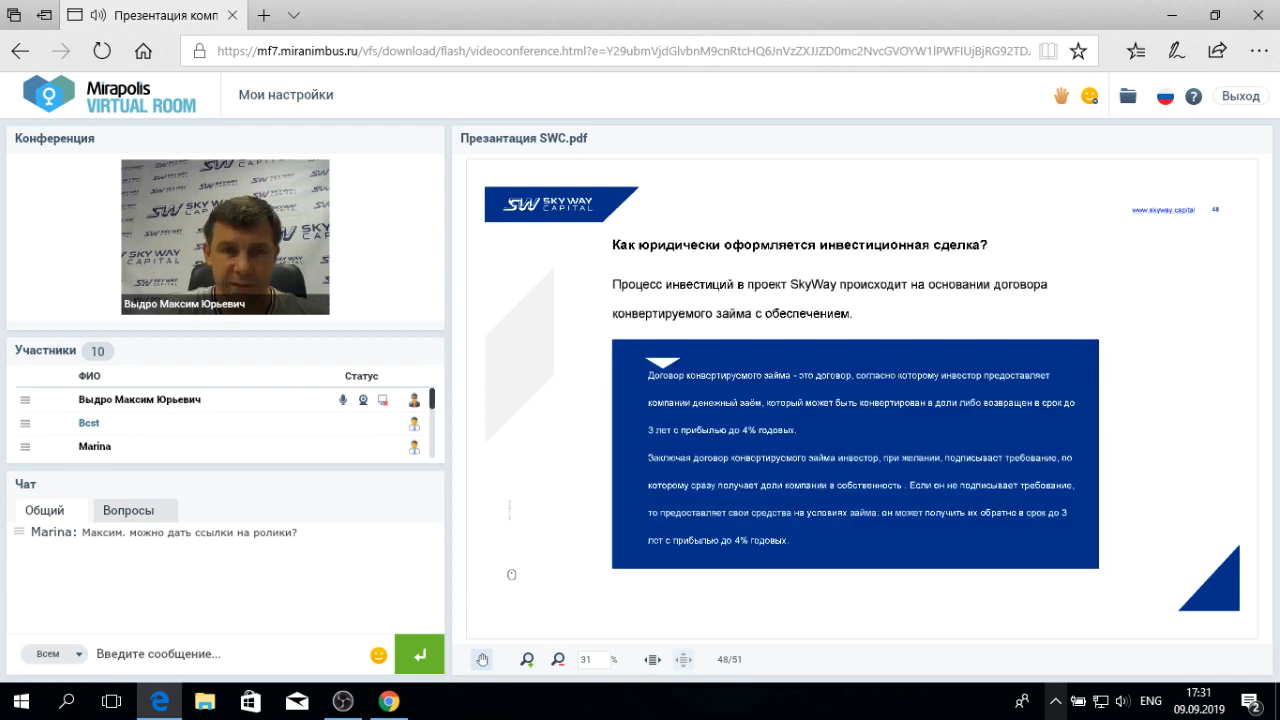 https://mf7.miranimbus.ru/vfs/download/flash/videoconference.html?e=
Mirapolis
VIRTUAL ROOM
Мои настройки
Выход
Конференция
Презантация SWC.pdf
SKY WAY
CAPITAL
Выдро Максим Юрьевич
SW SKY WAY
CAPITAL
www.skyway.capital 48
Как юридически оформляется инвестиционная сделка?
Процесс инвестиций в проект SkyWay происходит на основании договора
конвертируемого займа с обеспечением.
Договор конвертируемого займа - это договор, согласно которому инвестор предоставляет
компании денежный заём, который может быть конвертирован в доли либо возвращен в срок до
3 лет с прибылью до 4% годовых.
Заключая договор конвертируемого займа инвестор, при желании, подписывает требование, по
которому сразу получает доли компании в собственность . Если он не подписывает требование,
то предоставляет свои средства на условиях займа: он может получить их обратно в срок до 3
лет с прибылью до 4% годовых.
Участники 10
ФИО Статус
Выдро Максим Юрьевич
Bcst
Marina
Чат
Общий Вопросы
Marina: Максим. можно дать ссылки на ролики?
Всем Введите сообщение...
31 % 48/51
ENG 17:31
09.09.2019 2